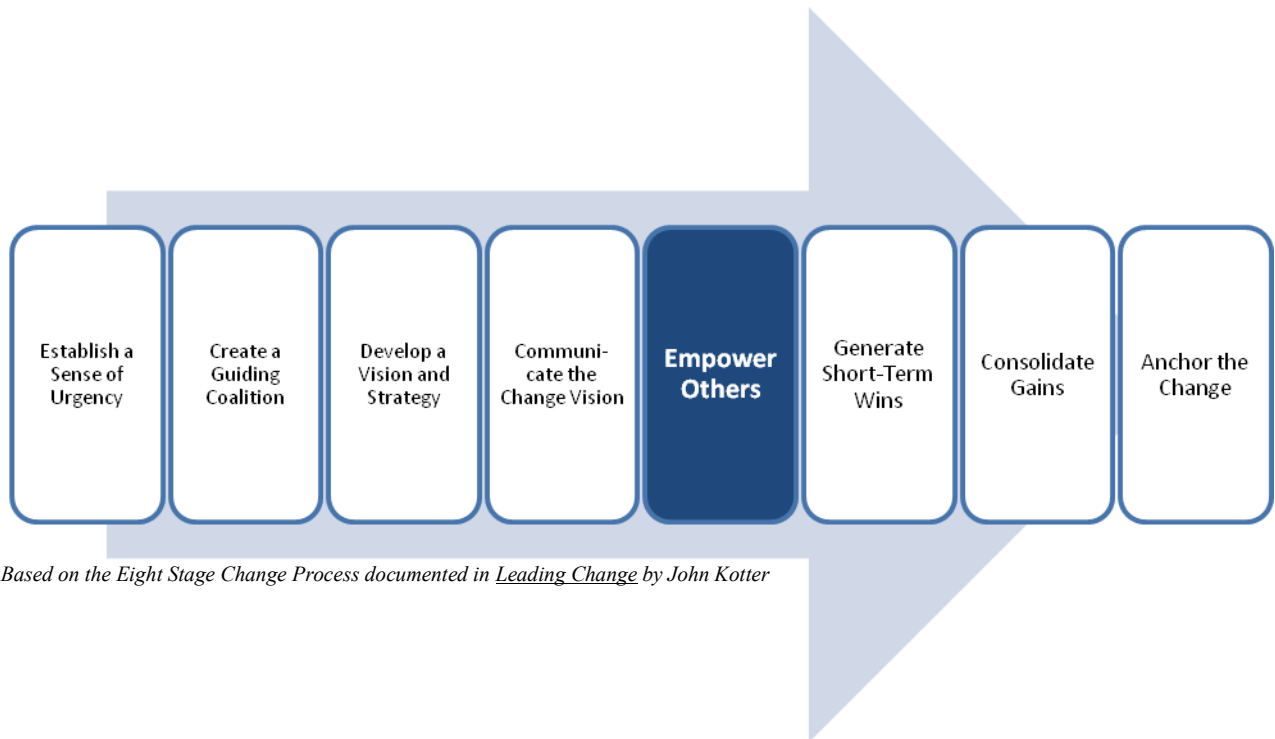 Establish a
Sense of
Urgency
Create a
Guiding
Coalition
Develop a
Vision and
Strategy
Communi-
cate the
Change Vision
Empower
Others
Generate
Short-Term
Wins
Consolidate
Gains
Anchor the
Change
Based on the Eight Stage Change Process documented in Leading Change by John Kotter